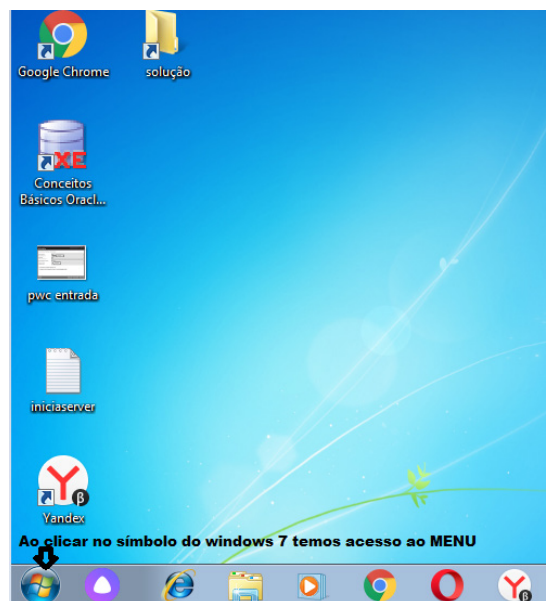 Google Chrome
solução
XE
Conceitos
Básicos Oracl...
pwc entrada
iniciaserver
Yandex
Ao clicar no símbolo do windows 7 temos acesso ao MENU